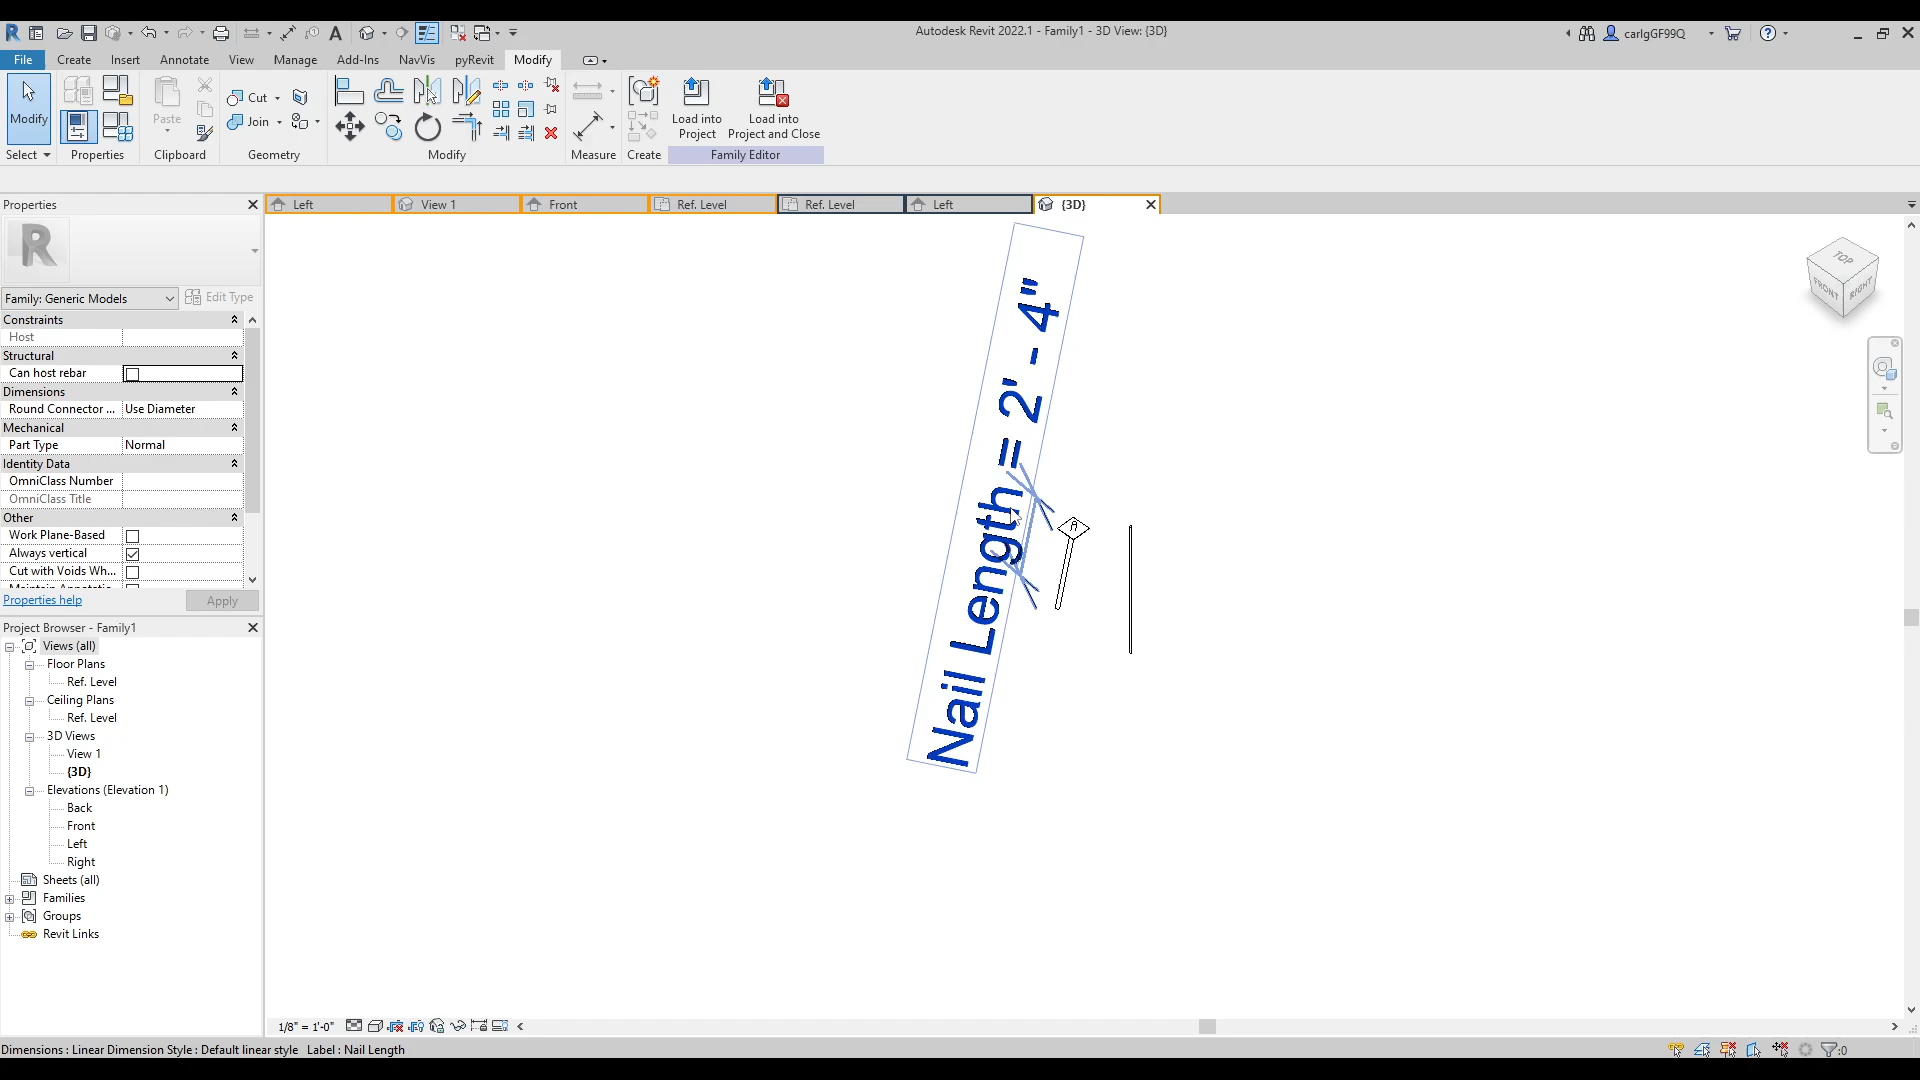 Autodesk Revit 2022.1 - Family1 - 3D View: {3D}
carlgGF99Q
File Create Insert Annotate View Manage Add-Ins NavVis pyRevit Modify
Modify
Paste
Cut
Join
Load into
Project
Load into
Project and Close
Select Properties Clipboard Geometry Modify Measure Create Family Editor
Properties
Left
View 1
Front
Ref. Level
Ref. Level
Left
{3D}
Family: Generic Models
Edit Type
Constraints
Host
Structural
Can host rebar
Dimensions
Round Connector ... Use Diameter
Mechanical
Part Type Normal
Identity Data
OmniClass Number
OmniClass Title
Other
Work Plane-Based
Always vertical
Cut with Voids Wh...
Properties help
Apply
Project Browser - Family1
Views (all)
Floor Plans
Ref. Level
Ceiling Plans
Ref. Level
3D Views
View 1
{3D}
Elevations (Elevation 1)
Back
Front
Left
Right
Sheets (all)
Families
Groups
Revit Links
Nail Length = 2' - 4"
A
TOP
FRONT
RIGHT
1/8" = 1'-0"
Dimensions : Linear Dimension Style : Default linear style Label : Nail Length
:0